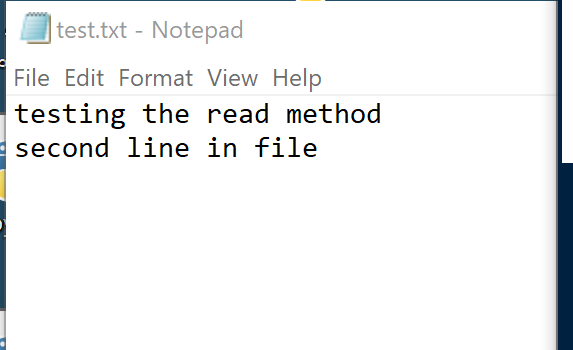 test.txt - Notepad
File Edit Format View Help
testing the read method
second line in file